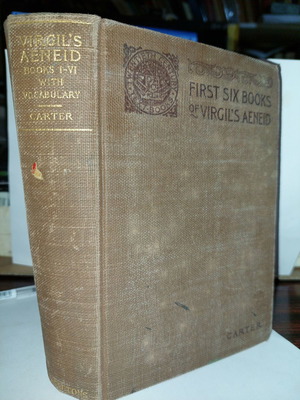 VIRGIL'S
AENEID
BOOKS I-VI
WITH
VOCABULARY
CARTER
FIRST SIX BOOKS
OF VIRGIL'S AENEID
CARTER